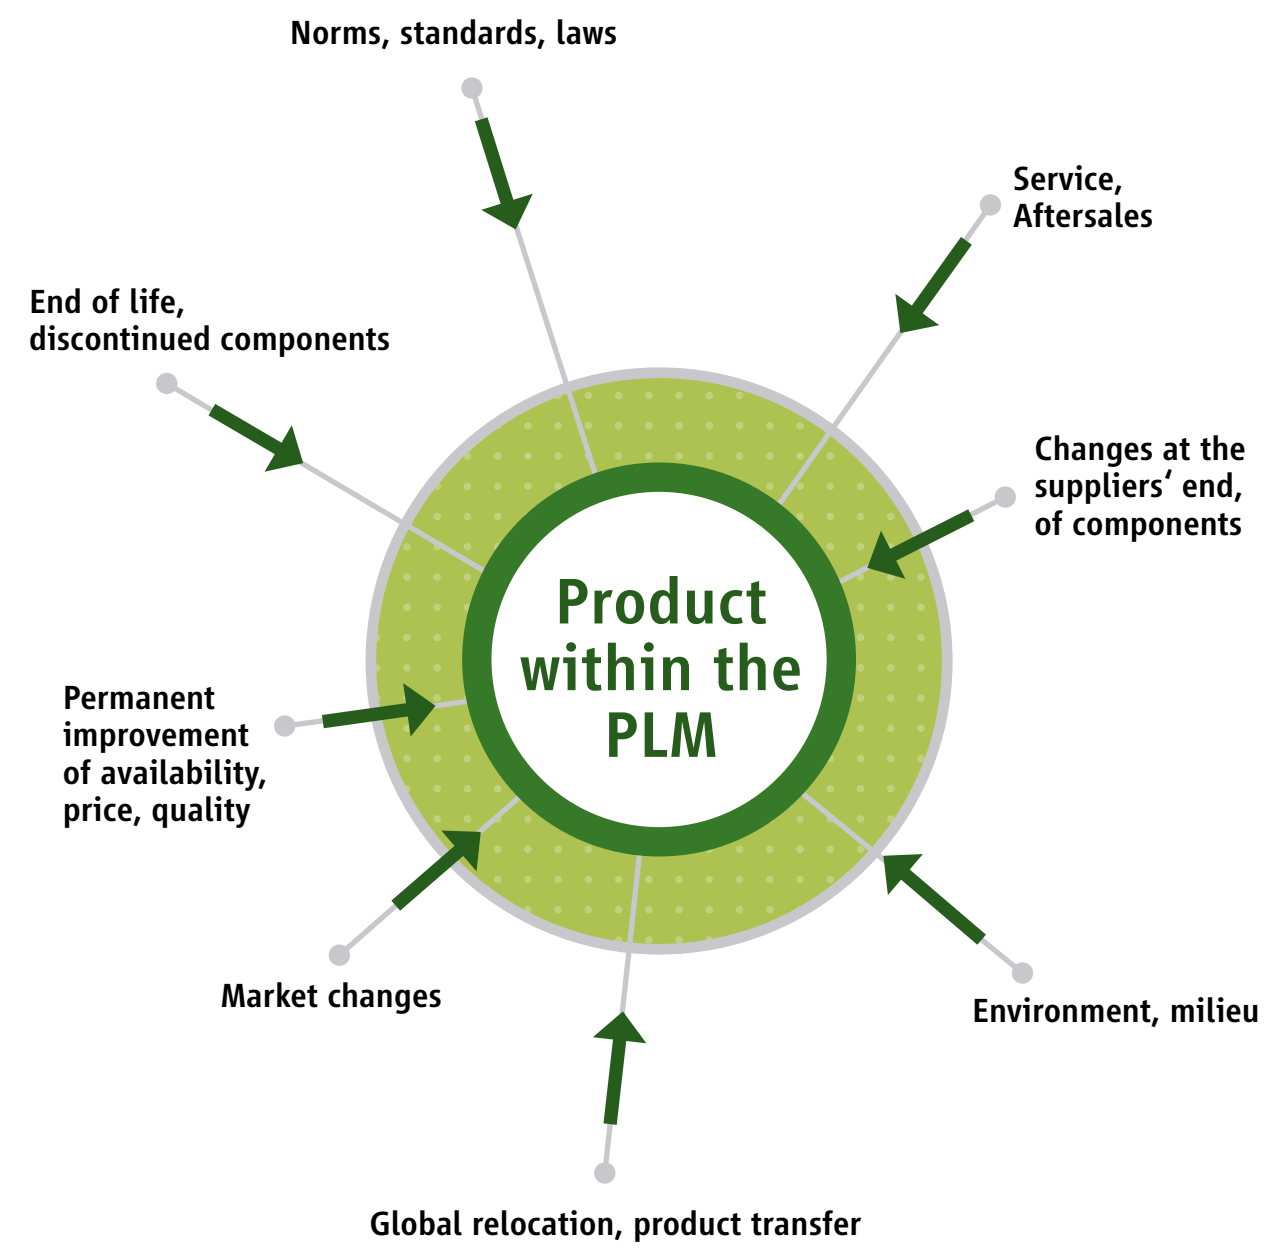 Norms, standards, laws
Service,
Aftersales
End of life,
discontinued components
Changes at the
suppliers‘ end,
of components
Product
within the
PLM
Permanent
improvement
of availability,
price, quality
Market changes
Environment, milieu
Global relocation, product transfer